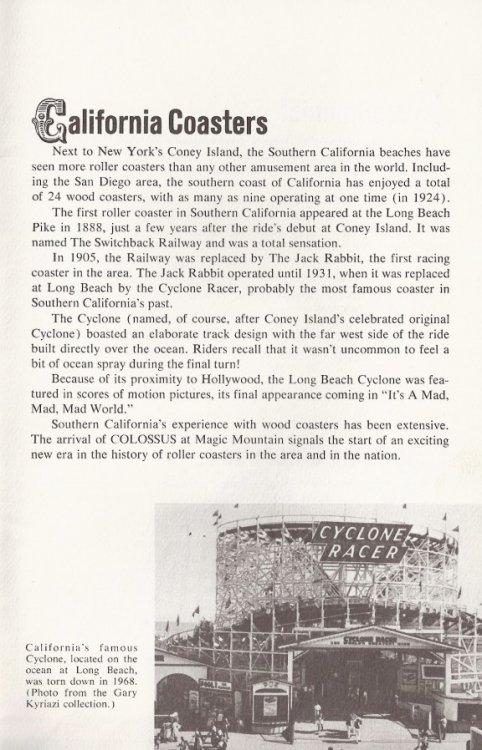 California Coasters
Next to New York's Coney Island, the Southern California beaches have
seen more roller coasters than any other amusement area in the world. Includ-
ing the San Diego area, the southern coast of California has enjoyed a total
of 24 wood coasters, with as many as nine operating at one time (in 1924).
The first roller coaster in Southern California appeared at the Long Beach
Pike in 1888, just a few years after the ride's debut at Coney Island. It was
named The Switchback Railway and was a total sensation.
In 1905, the Railway was replaced by The Jack Rabbit, the first racing
coaster in the area. The Jack Rabbit operated until 1931, when it was replaced
at Long Beach by the Cyclone Racer, probably the most famous coaster in
Southern California's past.
The Cyclone (named, of course, after Coney Island's celebrated original
Cyclone) boasted an elaborate track design with the far west side of the ride
built directly over the ocean. Riders recall that it wasn't uncommon to feel a
bit of ocean spray during the final turn!
Because of its proximity to Hollywood, the Long Beach Cyclone was fea-
tured in scores of motion pictures, its final appearance coming in "It's A Mad,
Mad, Mad World."
Southern California's experience with wood coasters has been extensive.
The arrival of COLOSSUS at Magic Mountain signals the start of an exciting
new era in the history of roller coasters in the area and in the nation.
CYCLONE
RACER
CYCLONE RACER
California's famous
Cyclone, located on the
ocean at Long Beach,
was torn down in 1968.
(Photo from the Gary
Kyriazi collection.)